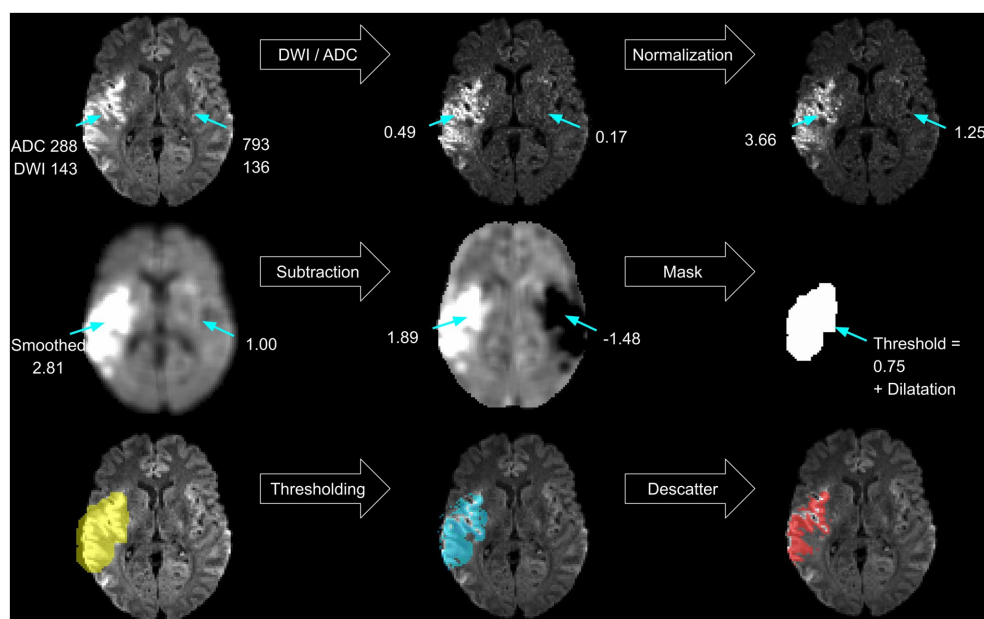 DWI / ADC
Normalization
ADC 288
DWI 143
793
136
0.49
0.17
3.66
1.25
Subtraction
Mask
Smoothed
2.81
1.00
1.89
-1.48
Threshold =
0.75
+ Dilatation
Thresholding
Descatter